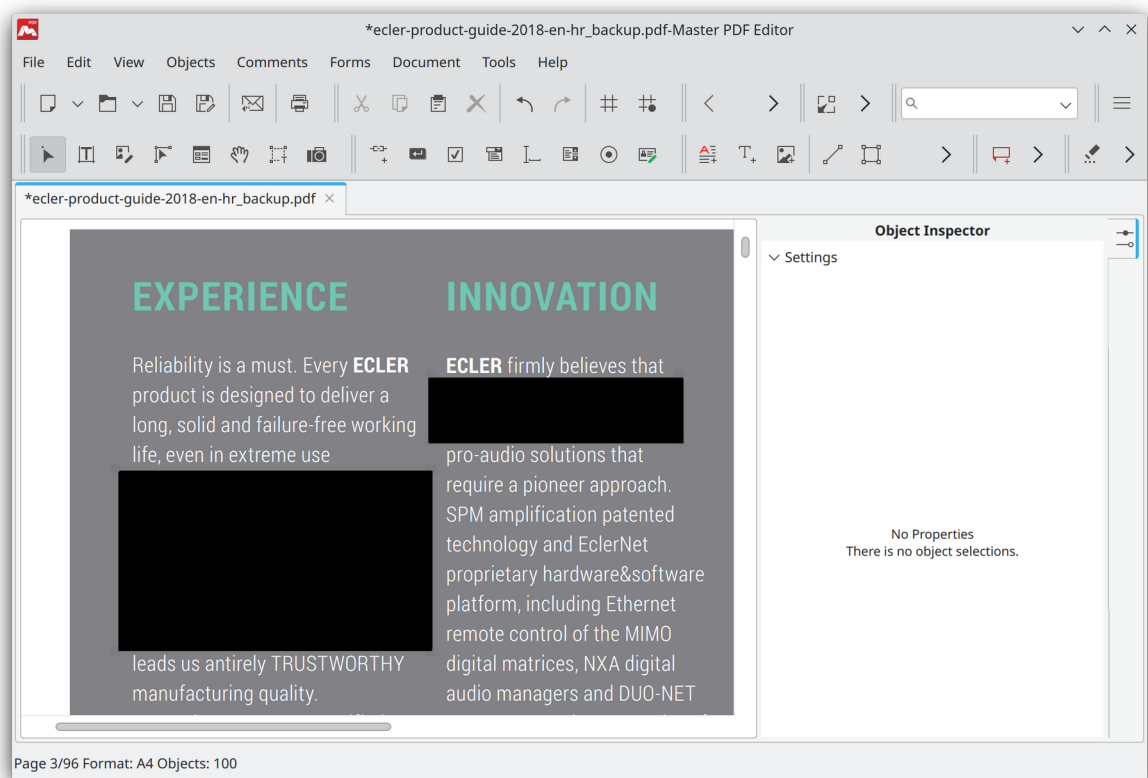 *ecler-product-guide-2018-en-hr_backup.pdf-Master PDF Editor
File Edit View Objects Comments Forms Document Tools Help
*ecler-product-guide-2018-en-hr_backup.pdf
EXPERIENCE
Reliability is a must. Every ECLER
product is designed to deliver a
long, solid and failure-free working
life, even in extreme use
leads us antirely TRUSTWORTHY
manufacturing quality.
INNOVATION
ECLER firmly believes that
pro-audio solutions that
require a pioneer approach.
SPM amplification patented
technology and EclerNet
proprietary hardware&software
platform, including Ethernet
remote control of the MIMO
digital matrices, NXA digital
audio managers and DUO-NET
Object Inspector
Settings
No Properties
There is no object selections.
Page 3/96 Format: A4 Objects: 100